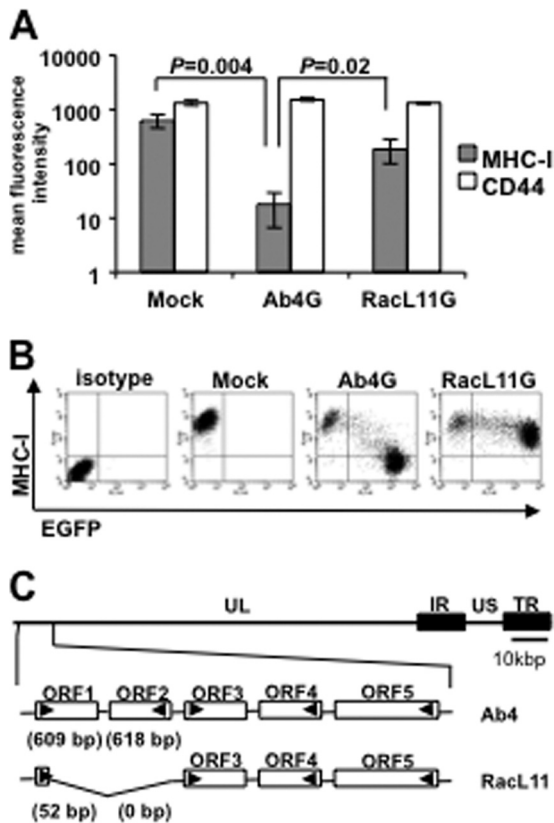 A
P=0.004 P=0.02
10000
1000
100
10
1
mean fluorescence
intensity
MHC-I
CD44
Mock Ab4G RacL11G
B
isotype Mock Ab4G RacL11G
MHC-I
EGFP
C
UL IR US TR
10kbp
ORF1 ORF2 ORF3 ORF4 ORF5
Ab4
(609 bp) (618 bp)
ORF3 ORF4 ORF5
RacL11
(52 bp) (0 bp)